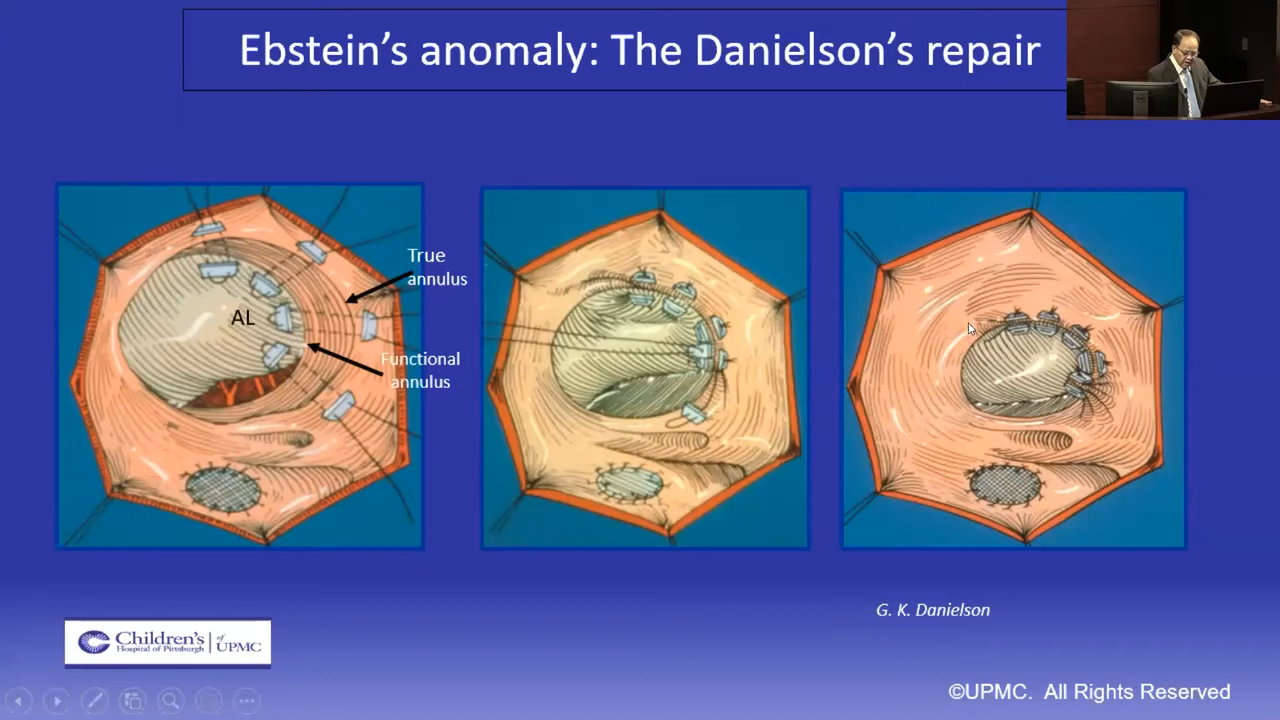 Ebstein’s anomaly: The Danielson’s repair
True
annulus
AL
Functional
annulus
G. K. Danielson
Children's
Hospital of Pittsburgh
of
UPMC
©UPMC. All Rights Reserved